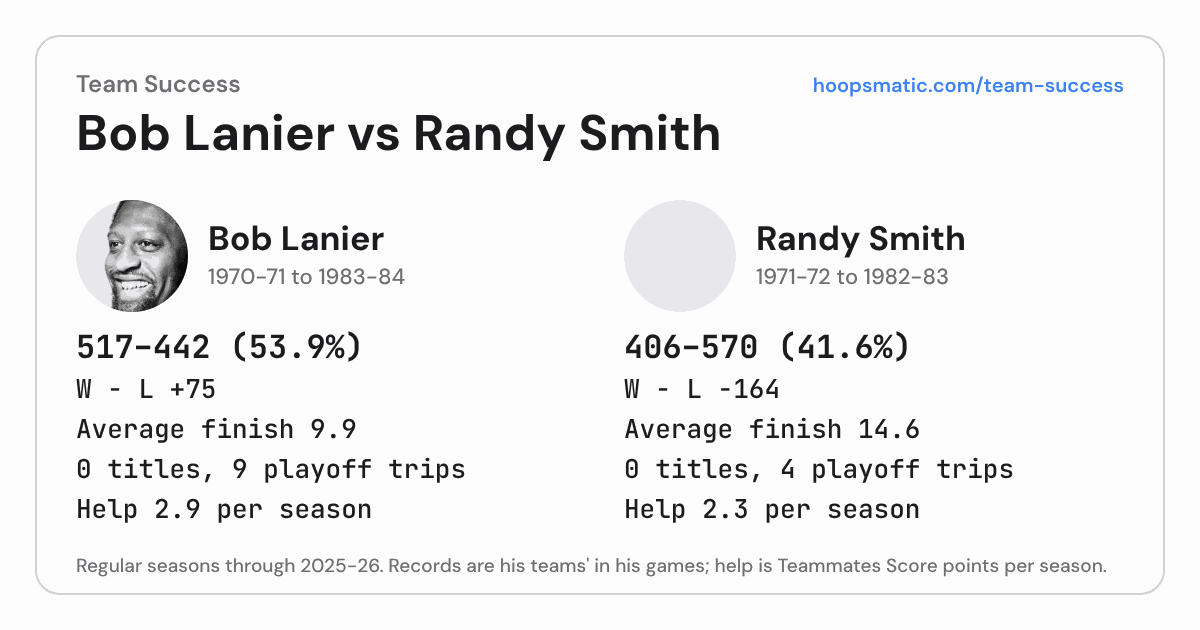 Team Success
hoopsmatic.com/team-success
Bob Lanier vs Randy Smith
Bob Lanier
1970-71 to 1983-84
517-442 (53.9%)
W - L +75
Average finish 9.9
0 titles, 9 playoff trips
Help 2.9 per season
Randy Smith
1971-72 to 1982-83
406-570 (41.6%)
W - L -164
Average finish 14.6
0 titles, 4 playoff trips
Help 2.3 per season
Regular seasons through 2025-26. Records are his teams' in his games; help is Teammates Score points per season.